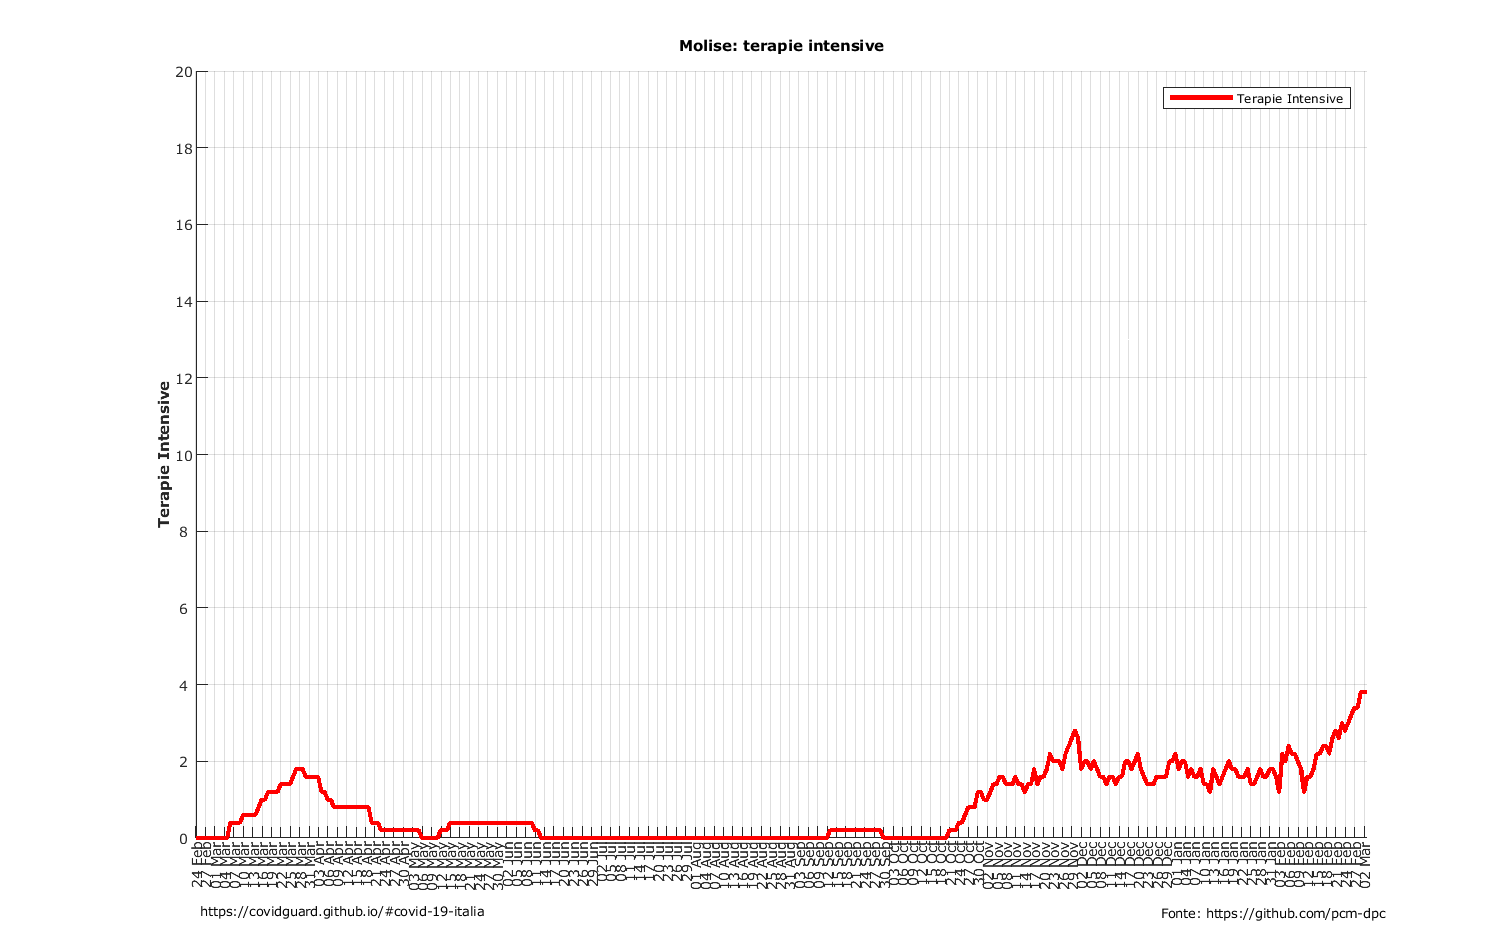 Molise: terapie intensive
Terapie Intensive
Terapie Intensive
20
18
16
14
12
10
8
6
4
2
0
24 Feb
27 Feb
01 Mar
04 Mar
07 Mar
10 Mar
13 Mar
16 Mar
19 Mar
22 Mar
25 Mar
28 Mar
31 Mar
03 Apr
06 Apr
09 Apr
12 Apr
15 Apr
18 Apr
21 Apr
24 Apr
27 Apr
30 Apr
03 May
06 May
09 May
12 May
15 May
18 May
21 May
24 May
27 May
30 May
02 Jun
05 Jun
08 Jun
11 Jun
14 Jun
17 Jun
20 Jun
23 Jun
26 Jun
29 Jun
02 Jul
05 Jul
08 Jul
11 Jul
14 Jul
17 Jul
20 Jul
23 Jul
26 Jul
29 Jul
01 Aug
04 Aug
07 Aug
10 Aug
13 Aug
16 Aug
19 Aug
22 Aug
25 Aug
28 Aug
31 Aug
03 Sep
06 Sep
09 Sep
12 Sep
15 Sep
18 Sep
21 Sep
24 Sep
27 Sep
30 Sep
03 Oct
06 Oct
09 Oct
12 Oct
15 Oct
18 Oct
21 Oct
24 Oct
27 Oct
30 Oct
02 Nov
05 Nov
08 Nov
11 Nov
14 Nov
17 Nov
20 Nov
23 Nov
26 Nov
29 Nov
02 Dec
05 Dec
08 Dec
11 Dec
14 Dec
17 Dec
20 Dec
23 Dec
26 Dec
29 Dec
01 Jan
04 Jan
07 Jan
10 Jan
13 Jan
16 Jan
19 Jan
22 Jan
25 Jan
28 Jan
31 Jan
03 Feb
06 Feb
09 Feb
12 Feb
15 Feb
18 Feb
21 Feb
24 Feb
27 Feb
02 Mar
https://covidguard.github.io/#covid-19-italia
Fonte: https://github.com/pcm-dpc